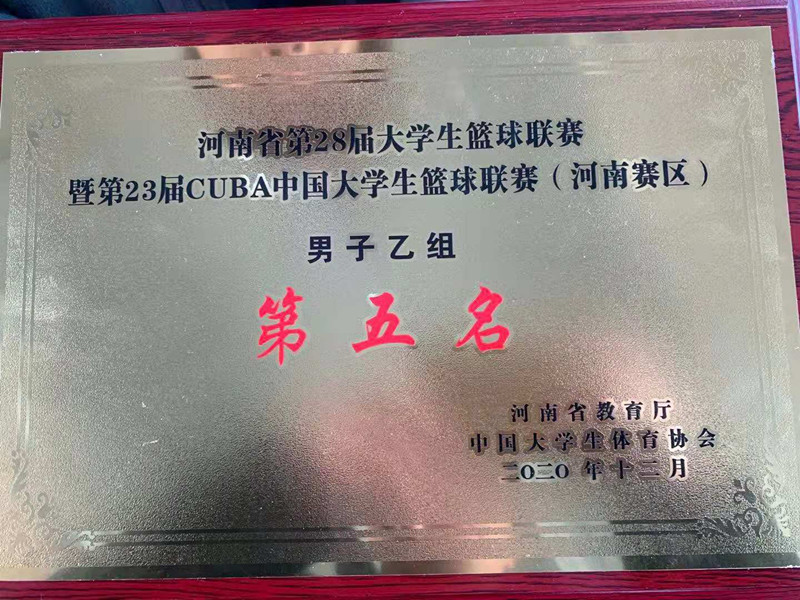 河南省第28届大学生篮球联赛
暨第23届CUBA中国大学生篮球联赛（河南赛区）
男子乙组
第五名
河南省教育厅
中国大学生体育协会
二〇二〇年十二月